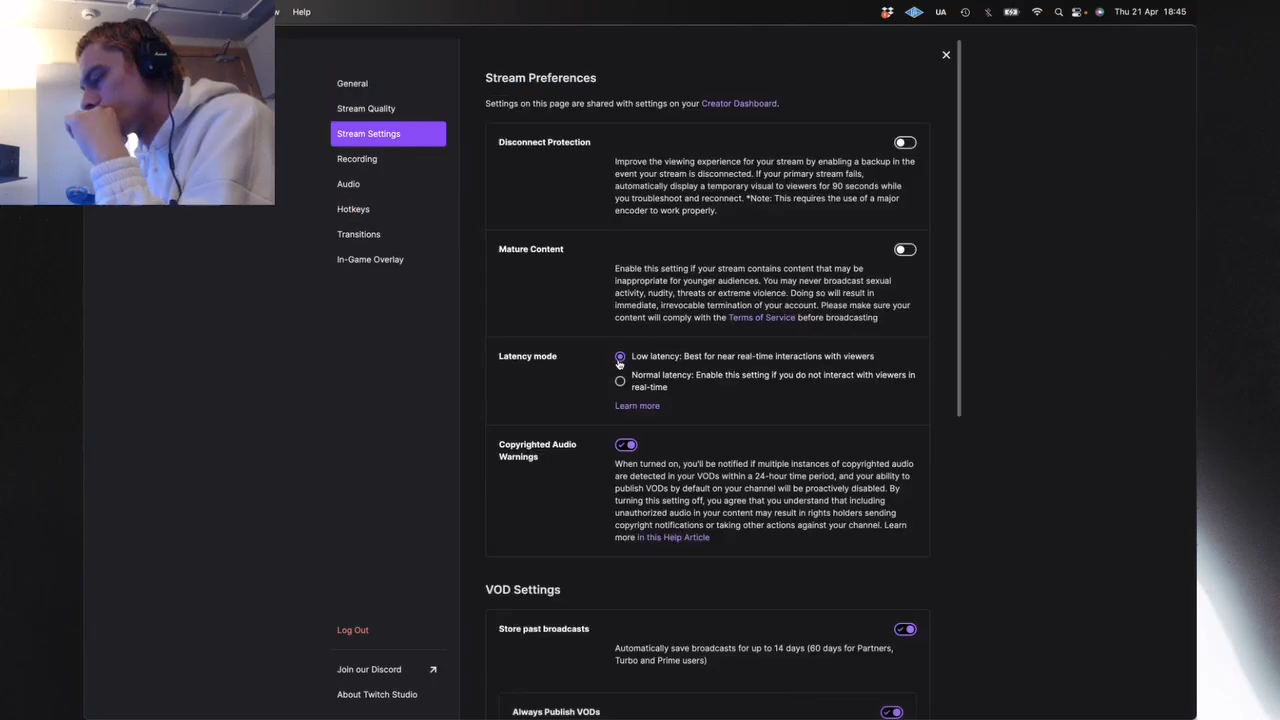 Help
UA
Thu 21 Apr 18:45
General
Stream Quality
Stream Settings
Recording
Audio
Hotkeys
Transitions
In-Game Overlay
Log Out
Join our Discord
About Twitch Studio
Stream Preferences
Settings on this page are shared with settings on your Creator Dashboard.
Disconnect Protection
Improve the viewing experience for your stream by enabling a backup in the
event your stream is disconnected. If your primary stream fails,
automatically display a temporary visual to viewers for 90 seconds while
you troubleshoot and reconnect. *Note: This requires the use of a major
encoder to work properly.
Mature Content
Enable this setting if your stream contains content that may be
inappropriate for younger audiences. You may never broadcast sexual
activity, nudity, threats or extreme violence. Doing so will result in
immediate, irrevocable termination of your account. Please make sure your
content will comply with the Terms of Service before broadcasting
Latency mode
Low latency: Best for near real-time interactions with viewers
Normal latency: Enable this setting if you do not interact with viewers in
real-time
Learn more
Copyrighted Audio
Warnings
When turned on, you'll be notified if multiple instances of copyrighted audio
are detected in your VODs within a 24-hour time period, and your ability to
publish VODs by default on your channel will be proactively disabled. By
turning this setting off, you agree that you understand that including
unauthorized audio in your content may result in rights holders sending
copyright notifications or taking other actions against your channel. Learn
more in this Help Article
VOD Settings
Store past broadcasts
Automatically save broadcasts for up to 14 days (60 days for Partners,
Turbo and Prime users)
Always Publish VODs